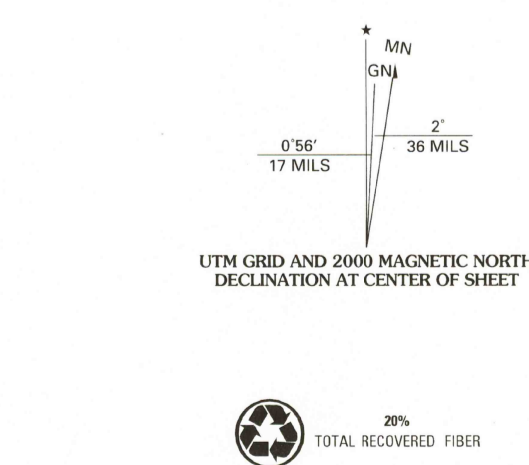 ★
MN
GN
0°56′
17 MILS
2°
36 MILS
UTM GRID AND 2000 MAGNETIC NORTH
DECLINATION AT CENTER OF SHEET
20%
TOTAL RECOVERED FIBER